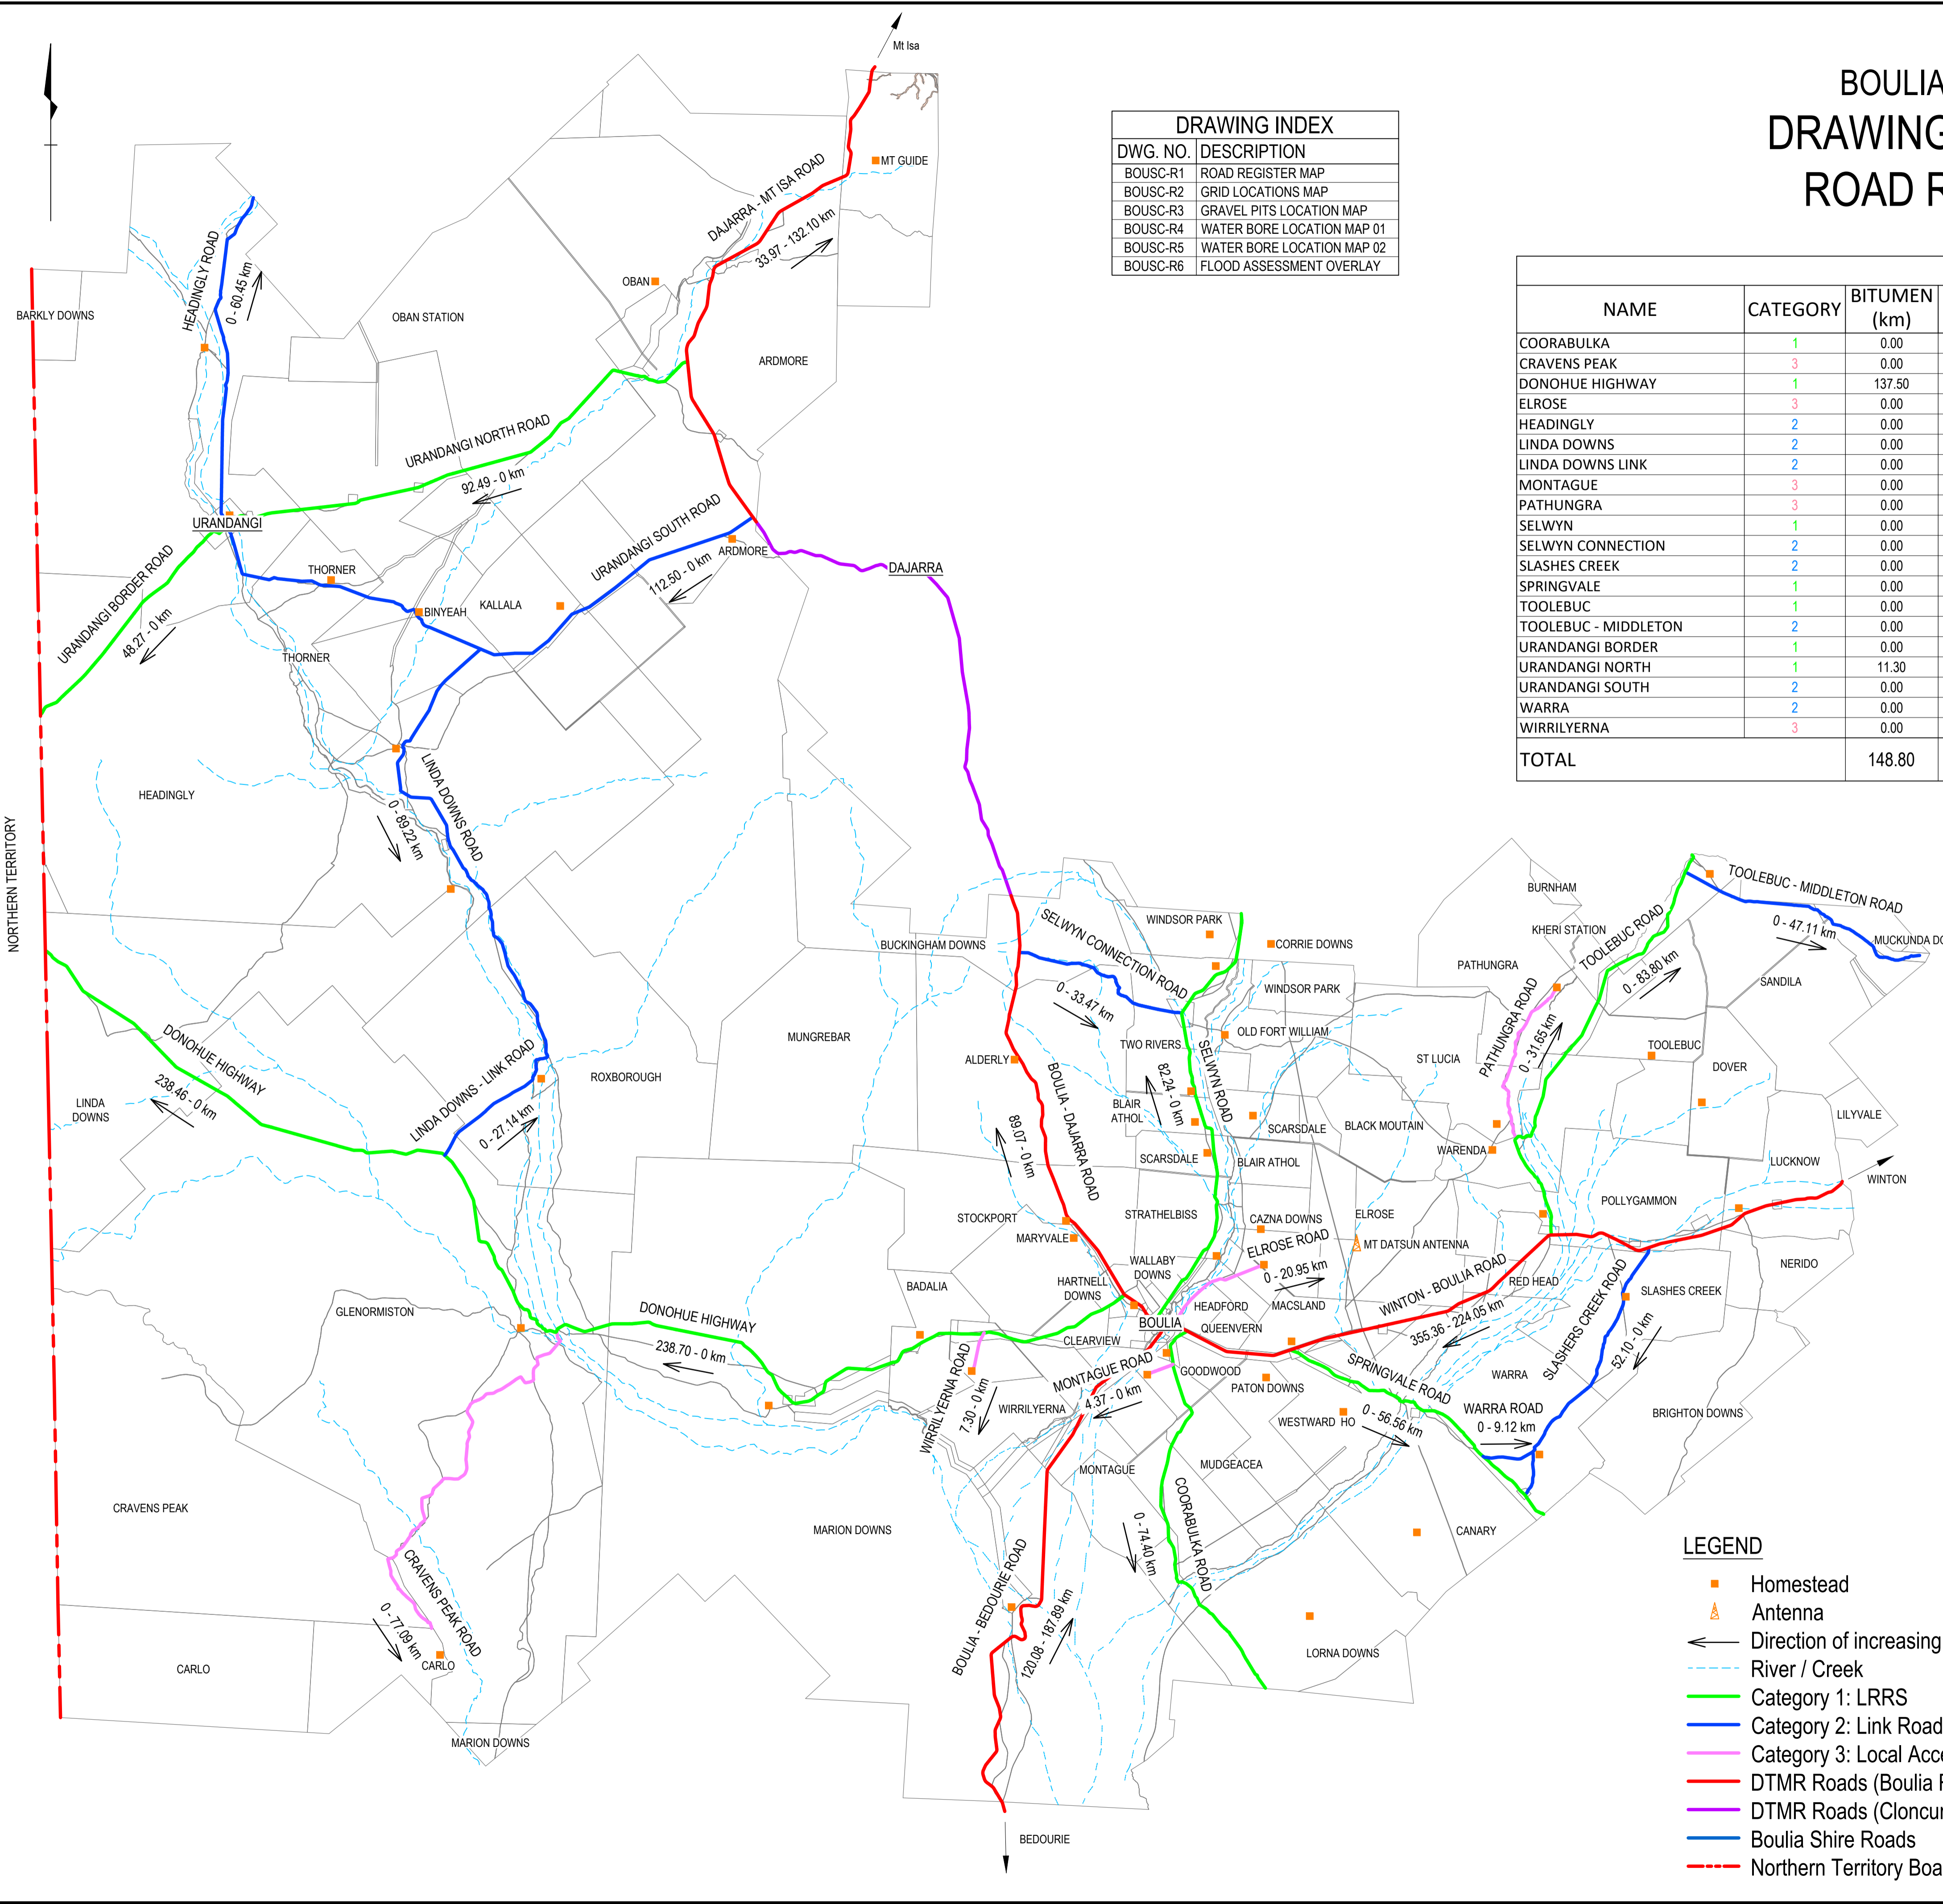 Mt Isa
BOULIA
DRAWING
ROAD R
DRAWING INDEX
DWG. NO. DESCRIPTION
BOUSC-R1 ROAD REGISTER MAP
BOUSC-R2 GRID LOCATIONS MAP
BOUSC-R3 GRAVEL PITS LOCATION MAP
BOUSC-R4 WATER BORE LOCATION MAP 01
BOUSC-R5 WATER BORE LOCATION MAP 02
BOUSC-R6 FLOOD ASSESSMENT OVERLAY
NAME CATEGORY BITUMEN (km)
COORABULKA 1 0.00
CRAVENS PEAK 3 0.00
DONOHUE HIGHWAY 1 137.50
ELROSE 3 0.00
HEADINGLY 2 0.00
LINDA DOWNS 2 0.00
LINDA DOWNS LINK 2 0.00
MONTAGUE 3 0.00
PATHUNGRA 3 0.00
SELWYN 1 0.00
SELWYN CONNECTION 2 0.00
SLASHES CREEK 2 0.00
SPRINGVALE 1 0.00
TOOLEBUC 1 0.00
TOOLEBUC - MIDDLETON 2 0.00
URANDANGI BORDER 1 0.00
URANDANGI NORTH 1 11.30
URANDANGI SOUTH 2 0.00
WARRA 2 0.00
WIRRILYERNA 3 0.00
TOTAL 148.80
MT GUIDE
DAJARRA - MT ISA ROAD
33.97 - 132.10 km
HEADINGLY ROAD
0 - 60.45 km
OBAN
BARKLY DOWNS
OBAN STATION
ARDMORE
URANDANGI NORTH ROAD
92.49 - 0 km
URANDANGI
URANDANGI SOUTH ROAD
112.50 - 0 km
ARDMORE
DAJARRA
URANDANGI BORDER ROAD
48.27 - 0 km
THORNER
BINYEAH
KALLALA
THORNER
HEADINGLY
LINDA DOWNS ROAD
0 - 89.22 km
NORTHERN TERRITORY
BURNHAM
TOOLEBUC - MIDDLETON ROAD
0 - 47.11 km
MUCKUNDA DO
BUCKINGHAM DOWNS
SELWYN CONNECTION ROAD
0 - 33.47 km
WINDSOR PARK
CORRIE DOWNS
KHERI STATION
TOOLEBUC ROAD
0 - 83.80 km
PATHUNGRA
SANDILA
WINDSOR PARK
PATHUNGRA ROAD
0 - 31.65 km
MUNGREBAR
OLD FORT WILLIAM
TWO RIVERS
ALDERLY
ST LUCIA
TOOLEBUC
DOVER
DONOHUE HIGHWAY
238.46 - 0 km
LINDA DOWNS - LINK ROAD
0 - 27.14 km
ROXBOROUGH
BOULIA - DAJARRA ROAD
89.07 - 0 km
SELWYN ROAD
82.24 - 0 km
LINDA
DOWNS
BLAIR
ATHOL
SCARSDALE
BLACK MOUTAIN
LILYVALE
WARENDA
SCARSDALE
BLAIR ATHOL
LUCKNOW
WINTON
POLLYGAMMON
STOCKPORT
STRATHELBISS
CAZNA DOWNS
ELROSE
MARYVALE
ELROSE ROAD
0 - 20.95 km
MT DATSUN ANTENNA
WALLABY
DOWNS
NERIDO
WINTON - BOULIA ROAD
355.36 - 224.05 km
RED HEAD
SLASHERS CREEK ROAD
52.10 - 0 km
SLASHES CREEK
HARTNELL
DOWNS
BADALIA
GLENORMISTON
DONOHUE HIGHWAY
238.70 - 0 km
HEADFORD
MACSLAND
BOULIA
QUEENVERN
CLEARVIEW
WIRRILYERNA ROAD
7.30 - 0 km
MONTAGUE ROAD
4.37 - 0 km
GOODWOOD
PATON DOWNS
SPRINGVALE ROAD
0 - 56.56 km
WARRA
WIRRILYERNA
WESTWARD HO
WARRA ROAD
0 - 9.12 km
BRIGHTON DOWNS
MONTAGUE
MUDGEACEA
CRAVENS PEAK
MARION DOWNS
COORABULKA ROAD
0 - 74.40 km
CANARY
CRAVENS PEAK ROAD
0 - 77.09 km
BOULIA - BEDOURIE ROAD
120.08 - 187.89 km
CARLO
CARLO
LORNA DOWNS
MARION DOWNS
BEDOURIE
LEGEND
Homestead
Antenna
Direction of increasing
River / Creek
Category 1: LRRS
Category 2: Link Road
Category 3: Local Acce
DTMR Roads (Boulia R
DTMR Roads (Cloncur
Boulia Shire Roads
Northern Territory Boa